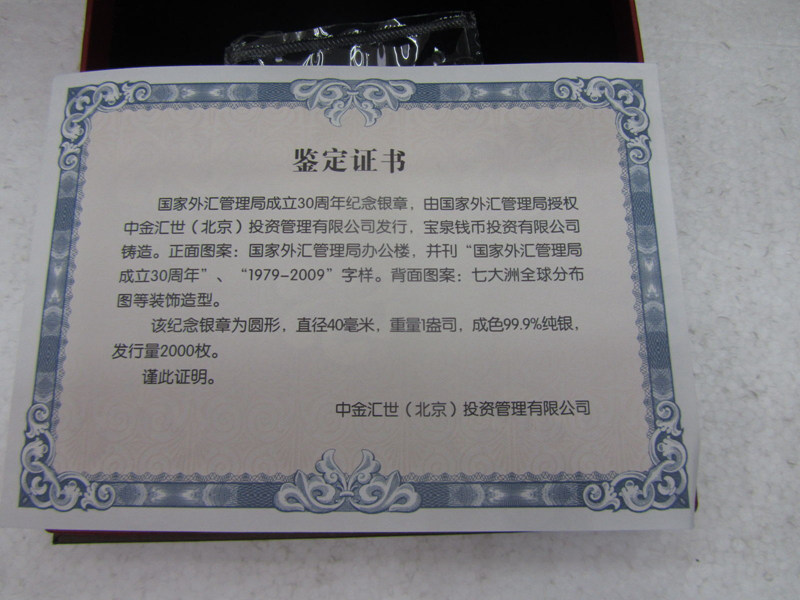 鉴定证书
国家外汇管理局成立30周年纪念银章，由国家外汇管理局授权
中金汇世（北京）投资管理有限公司发行，宝泉钱币投资有限公司
铸造。正面图案：国家外汇管理局办公楼，并刊“国家外汇管理局
成立30周年”、“1979-2009”字样。背面图案：七大洲全球分布
图等装饰造型。
该纪念银章为圆形，直径40毫米，重量1盎司，成色99.9%纯银，
发行量2000枚。
谨此证明。
中金汇世（北京）投资管理有限公司